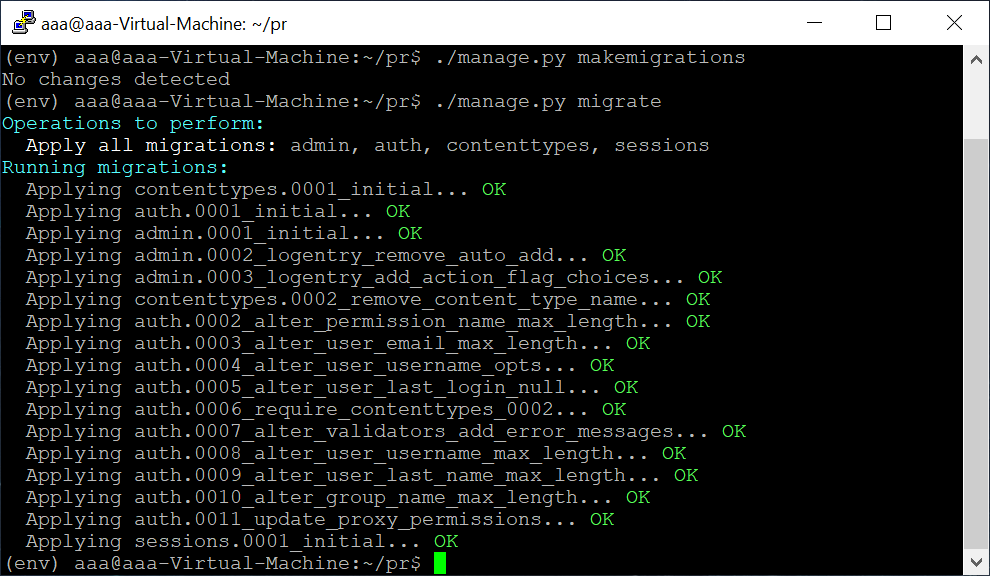 aaa@aaa-Virtual-Machine: ~/pr
(env) aaa@aaa-Virtual-Machine:~/pr$ ./manage.py makemigrations
No changes detected
(env) aaa@aaa-Virtual-Machine:~/pr$ ./manage.py migrate
Operations to perform:
  Apply all migrations: admin, auth, contenttypes, sessions
Running migrations:
  Applying contenttypes.0001_initial... OK
  Applying auth.0001_initial... OK
  Applying admin.0001_initial... OK
  Applying admin.0002_logentry_remove_auto_add... OK
  Applying admin.0003_logentry_add_action_flag_choices... OK
  Applying contenttypes.0002_remove_content_type_name... OK
  Applying auth.0002_alter_permission_name_max_length... OK
  Applying auth.0003_alter_user_email_max_length... OK
  Applying auth.0004_alter_user_username_opts... OK
  Applying auth.0005_alter_user_last_login_null... OK
  Applying auth.0006_require_contenttypes_0002... OK
  Applying auth.0007_alter_validators_add_error_messages... OK
  Applying auth.0008_alter_user_username_max_length... OK
  Applying auth.0009_alter_user_last_name_max_length... OK
  Applying auth.0010_alter_group_name_max_length... OK
  Applying auth.0011_update_proxy_permissions... OK
  Applying sessions.0001_initial... OK
(env) aaa@aaa-Virtual-Machine:~/pr$